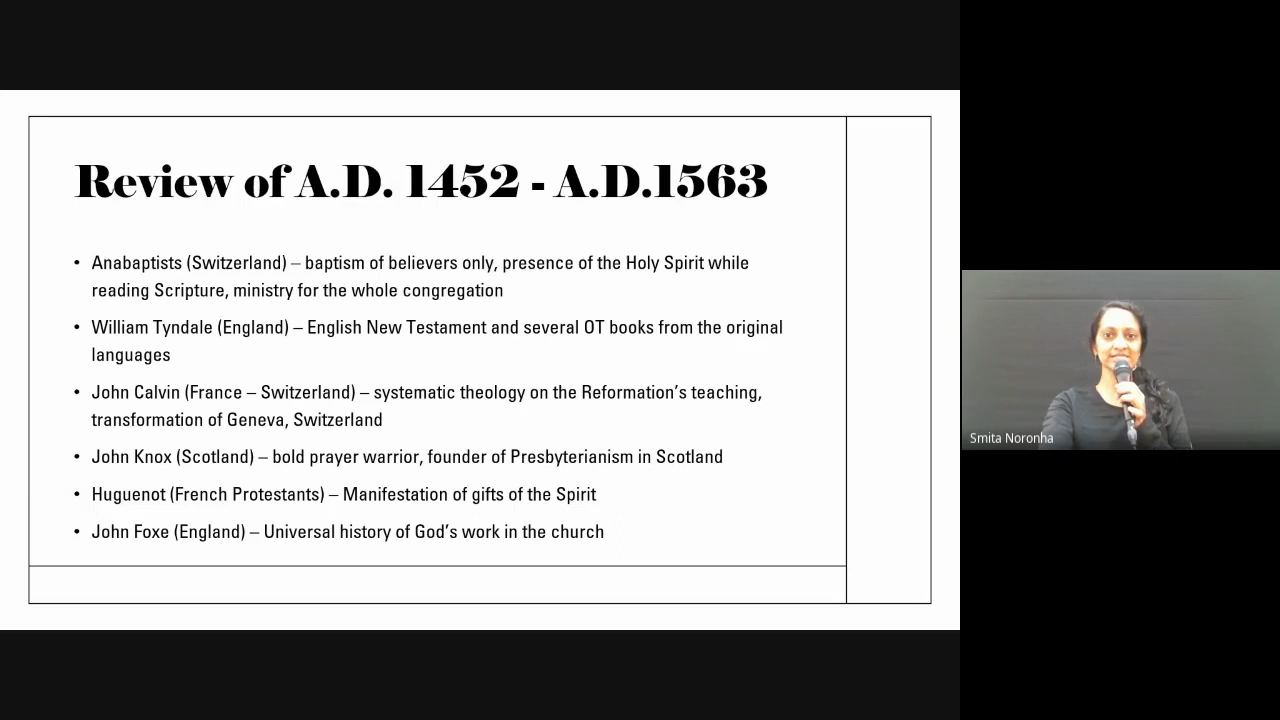 Review of A.D. 1452 - A.D.1563
• Anabaptists (Switzerland) – baptism of believers only, presence of the Holy Spirit while
reading Scripture, ministry for the whole congregation
• William Tyndale (England) – English New Testament and several OT books from the original
languages
• John Calvin (France – Switzerland) – systematic theology on the Reformation’s teaching,
transformation of Geneva, Switzerland
• John Knox (Scotland) – bold prayer warrior, founder of Presbyterianism in Scotland
• Huguenot (French Protestants) – Manifestation of gifts of the Spirit
• John Foxe (England) – Universal history of God’s work in the church
Smita Noronha